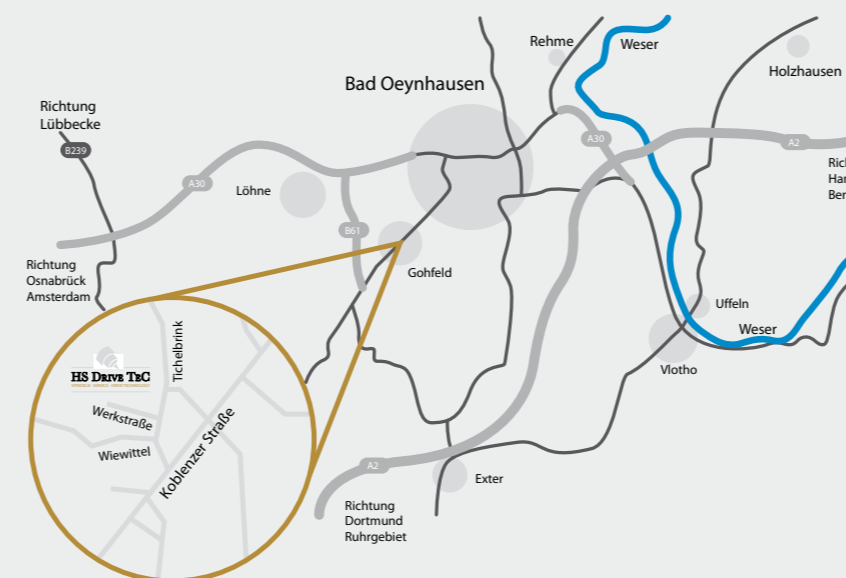 Rehme
Weser
Holzhausen
Bad Oeynhausen
Richtung
Lübbecke
B239
A30
A2
A30
Löhne
B61
Gohfeld
Richtung
Osnabrück
Amsterdam
Uffeln
Weser
Vlotho
Tichelbrink
HS DRIVE TEC
Werkstraße
Wiewittel
Koblenzer Straße
A2
Exter
Richtung
Dortmund
Ruhrgebiet